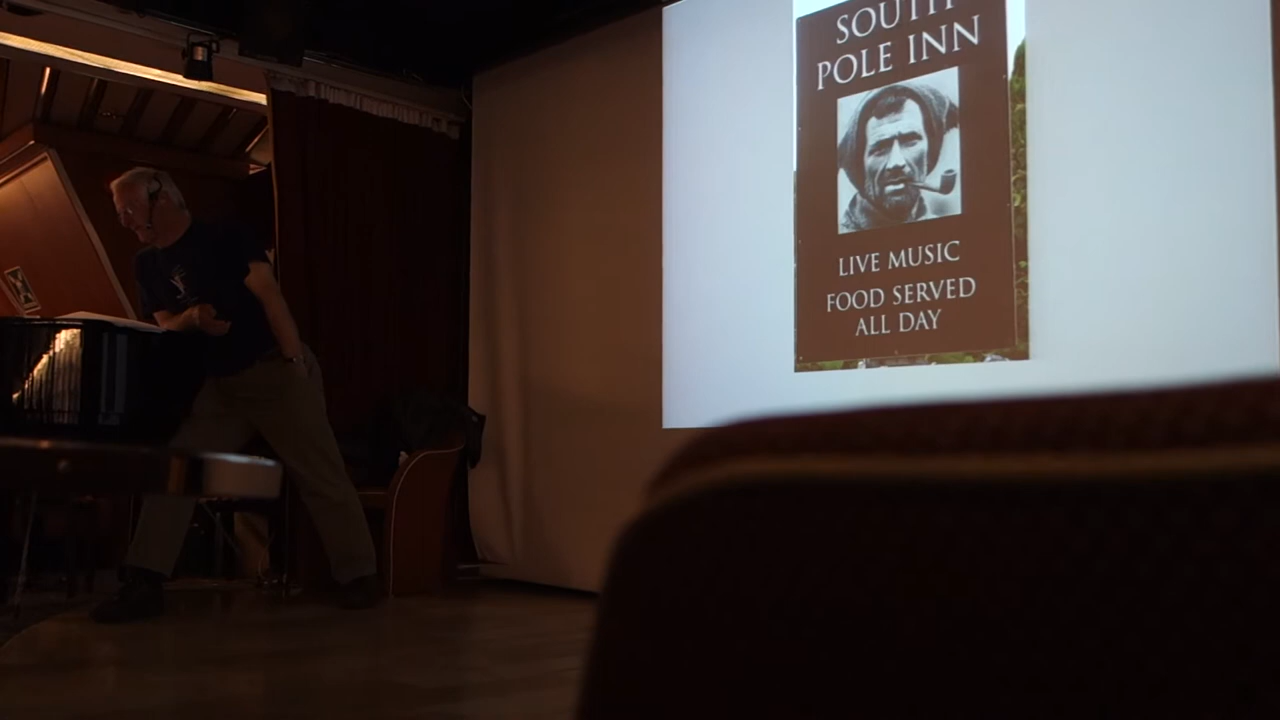 SOUTH
POLE INN
LIVE MUSIC
FOOD SERVED
ALL DAY